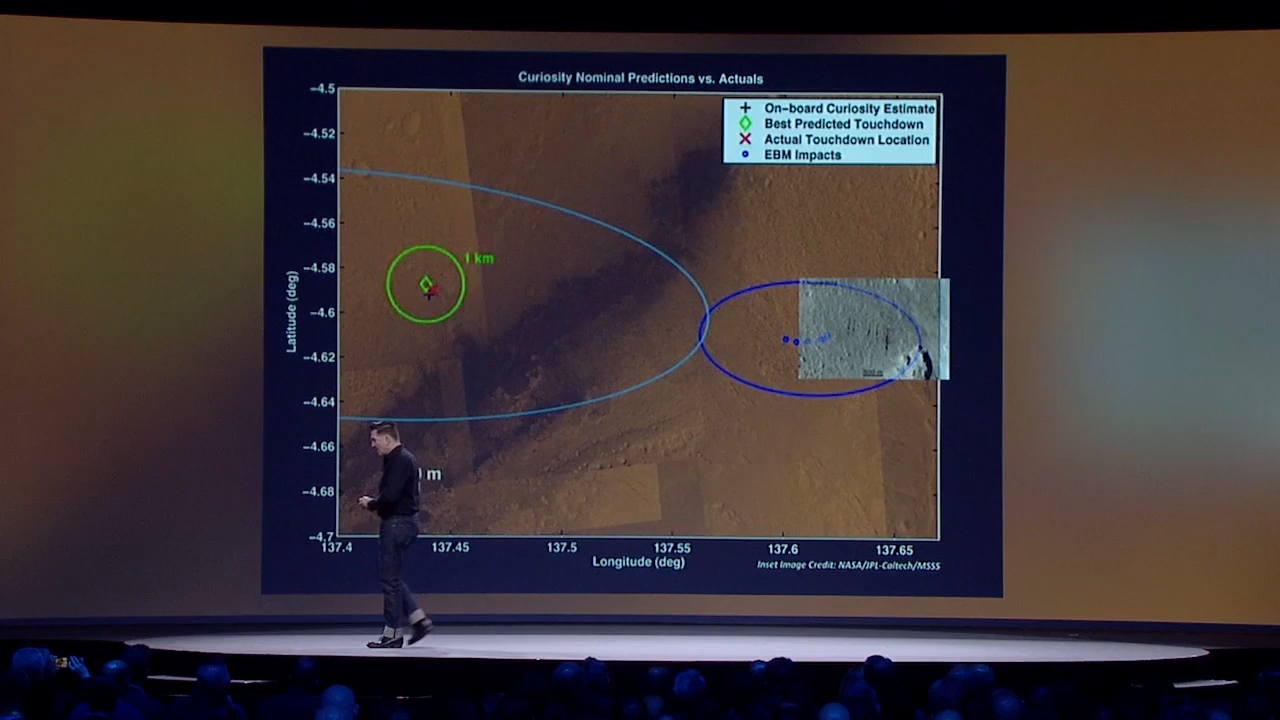 Curiosity Nominal Predictions vs. Actuals
On-board Curiosity Estimate
Best Predicted Touchdown
Actual Touchdown Location
EBM Impacts
-4.5
-4.52
-4.54
-4.56
-4.58
-4.6
-4.62
-4.64
-4.66
-4.68
-4.7
Latitude (deg)
1 km
500 m
m
137.4
137.45
137.5
137.55
137.6
137.65
Longitude (deg)
Inset Image Credit: NASA/JPL-Caltech/MSSS